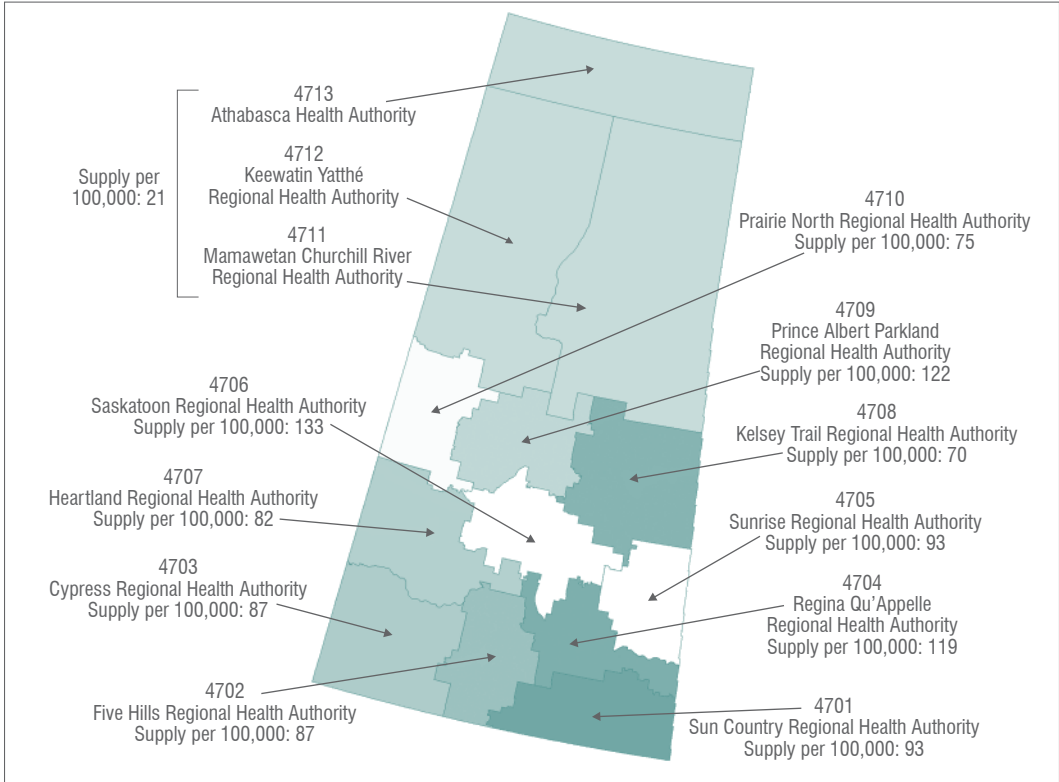 4713
Athabasca Health Authority
4712
Keewatin Yatthé
Regional Health Authority
4711
Mamawetan Churchill River
Regional Health Authority
Supply per
100,000: 21
4710
Prairie North Regional Health Authority
Supply per 100,000: 75
4709
Prince Albert Parkland
Regional Health Authority
Supply per 100,000: 122
4706
Saskatoon Regional Health Authority
Supply per 100,000: 133
4708
Kelsey Trail Regional Health Authority
Supply per 100,000: 70
4707
Heartland Regional Health Authority
Supply per 100,000: 82
4705
Sunrise Regional Health Authority
Supply per 100,000: 93
4703
Cypress Regional Health Authority
Supply per 100,000: 87
4704
Regina Qu’Appelle
Regional Health Authority
Supply per 100,000: 119
4702
Five Hills Regional Health Authority
Supply per 100,000: 87
4701
Sun Country Regional Health Authority
Supply per 100,000: 93